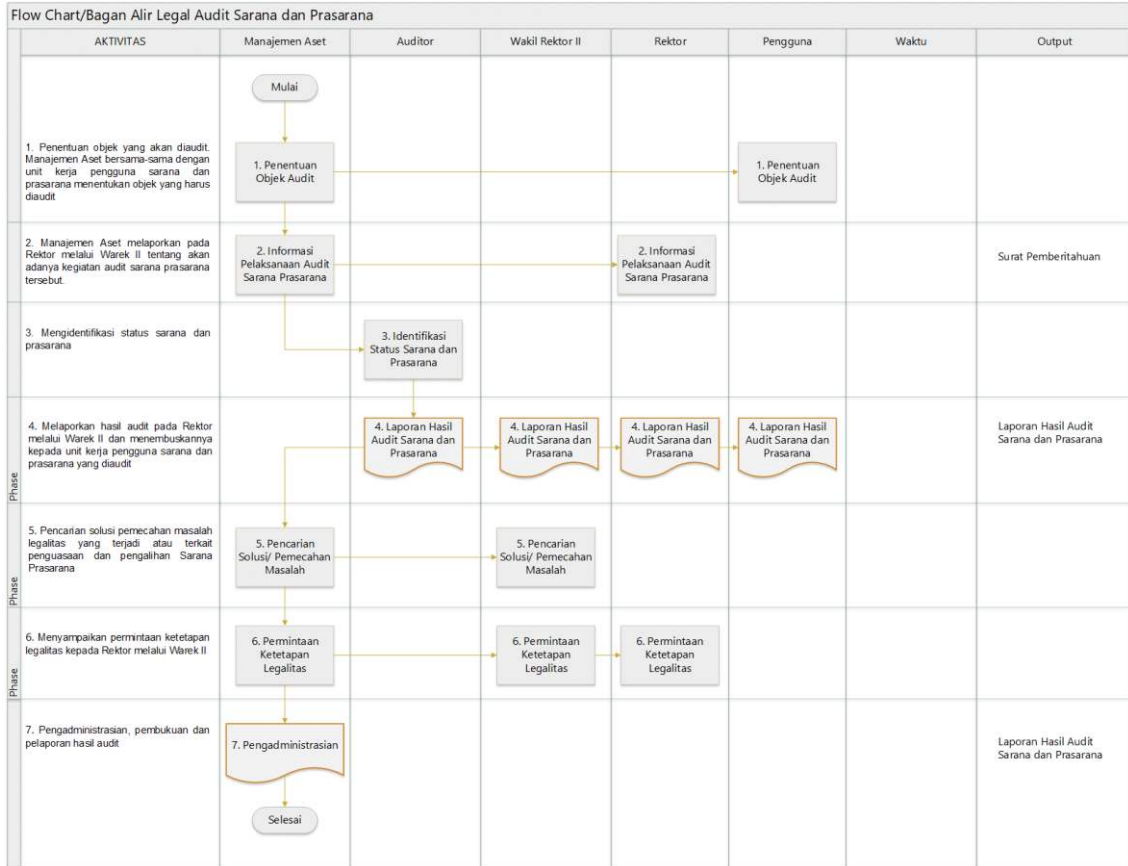 Flow Chart/Bagan Alir Legal Audit Sarana dan Prasarana
AKTIVITAS
Manajemen Aset
Auditor
Wakil Rektor II
Rektor
Pengguna
Waktu
Output
Mulai
1. Penentuan objek yang akan diaudit.
Manajemen Aset bersama-sama dengan
unit kerja pengguna sarana dan
prasarana menentukan objek yang harus
diaudit
1. Penentuan
Objek Audit
1. Penentuan
Objek Audit
2. Manajemen Aset melaporkan pada
Rektor melalui Warek II tentang akan
adanya kegiatan audit sarana prasarana
tersebut.
2. Informasi
Pelaksanaan Audit
Sarana Prasarana
2. Informasi
Pelaksanaan Audit
Sarana Prasarana
Surat Pemberitahuan
3. Mengidentifikasi status sarana dan
prasarana
3. Identifikasi
Status Sarana dan
Prasarana
Phase
4. Melaporkan hasil audit pada Rektor
melalui Warek II dan menembuskannya
kepada unit kerja pengguna sarana dan
prasarana yang diaudit
4. Laporan Hasil
Audit Sarana dan
Prasarana
4. Laporan Hasil
Audit Sarana dan
Prasarana
4. Laporan Hasil
Audit Sarana dan
Prasarana
4. Laporan Hasil
Audit Sarana dan
Prasarana
Laporan Hasil Audit
Sarana dan Prasarana
Phase
5. Pencarian solusi pemecahan masalah
legalitas yang terjadi atau terkait
penguasaan dan pengalihan Sarana
Prasarana
5. Pencarian
Solusi/ Pemecahan
Masalah
5. Pencarian
Solusi/ Pemecahan
Masalah
Phase
6. Menyampaikan permintaan ketetapan
legalitas kepada Rektor melalui Warek II
6. Permintaan
Ketetapan
Legalitas
6. Permintaan
Ketetapan
Legalitas
6. Permintaan
Ketetapan
Legalitas
7. Pengadministrasian, pembukuan dan
pelaporan hasil audit
7. Pengadministrasian
Laporan Hasil Audit
Sarana dan Prasarana
Selesai